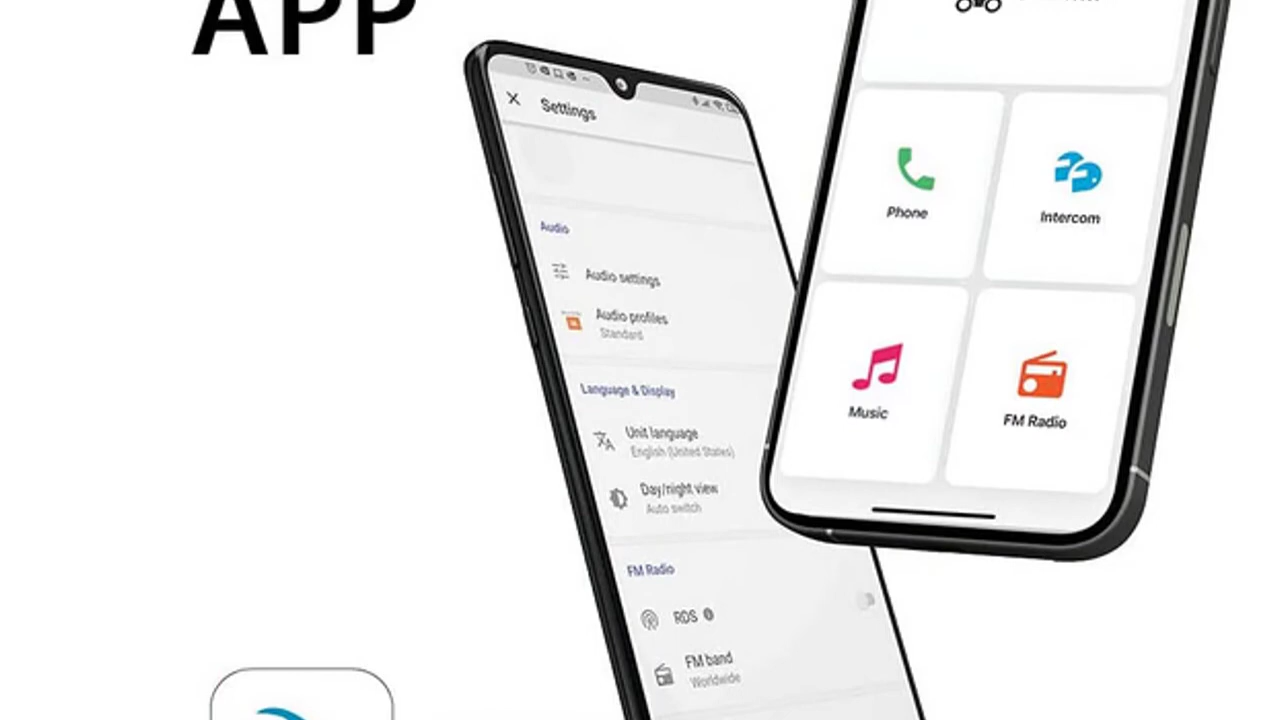 APP
Settings
Audio
Audio settings
Audio profiles
Standard
Language & Display
Unit language
English (United States)
Day/night view
Auto switch
FM Radio
RDS
FM band
Worldwide
Phone
Intercom
Music
FM Radio